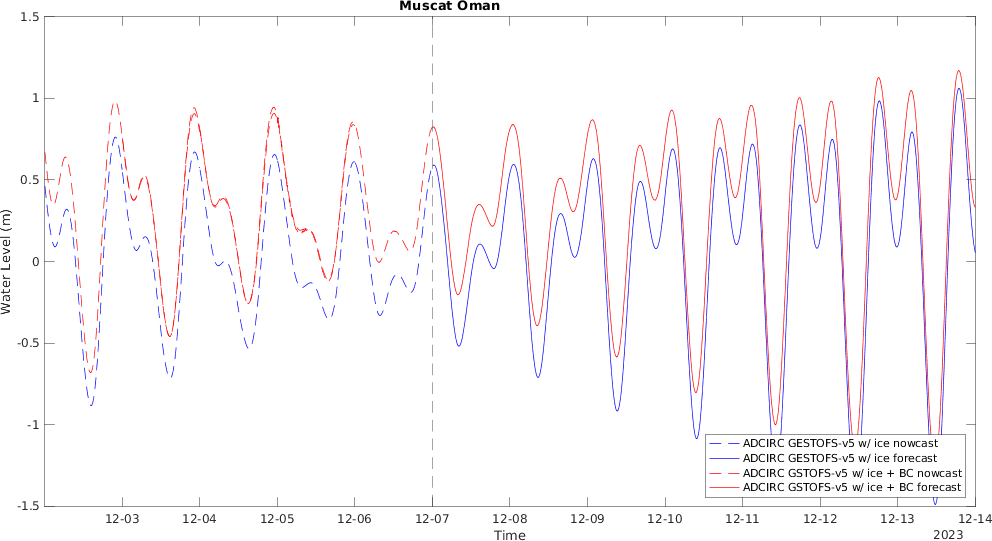 Muscat Oman
1.5
1
0.5
0
-0.5
-1
-1.5
Water Level (m)
ADCIRC GESTOFS-v5 w/ ice nowcast
ADCIRC GESTOFS-v5 w/ ice forecast
ADCIRC GSTOFS-v5 w/ ice + BC nowcast
ADCIRC GSTOFS-v5 w/ ice + BC forecast
12-03 12-04 12-05 12-06 12-07 12-08 12-09 12-10 12-11 12-12 12-13 12-14
Time
2023